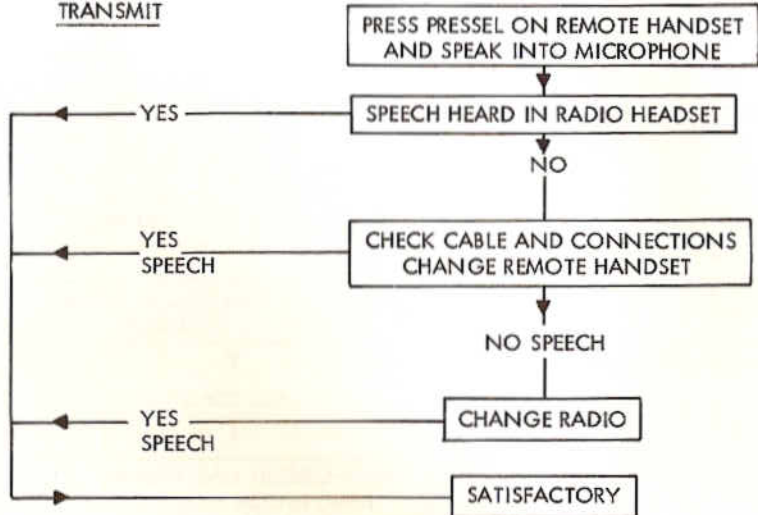 TRANSMIT
PRESS PRESSEL ON REMOTE HANDSET
AND SPEAK INTO MICROPHONE
YES
SPEECH HEARD IN RADIO HEADSET
NO
YES
SPEECH
CHECK CABLE AND CONNECTIONS
CHANGE REMOTE HANDSET
NO SPEECH
YES
SPEECH
CHANGE RADIO
SATISFACTORY